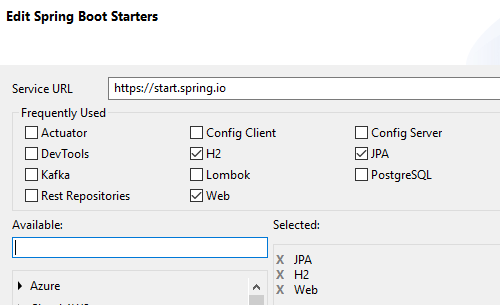 Edit Spring Boot Starters
Service URL https://start.spring.io
Frequently Used
Actuator Config Client Config Server
DevTools H2 JPA
Kafka Lombok PostgreSQL
Rest Repositories Web
Available: Selected:
X JPA
X H2
Azure X Web